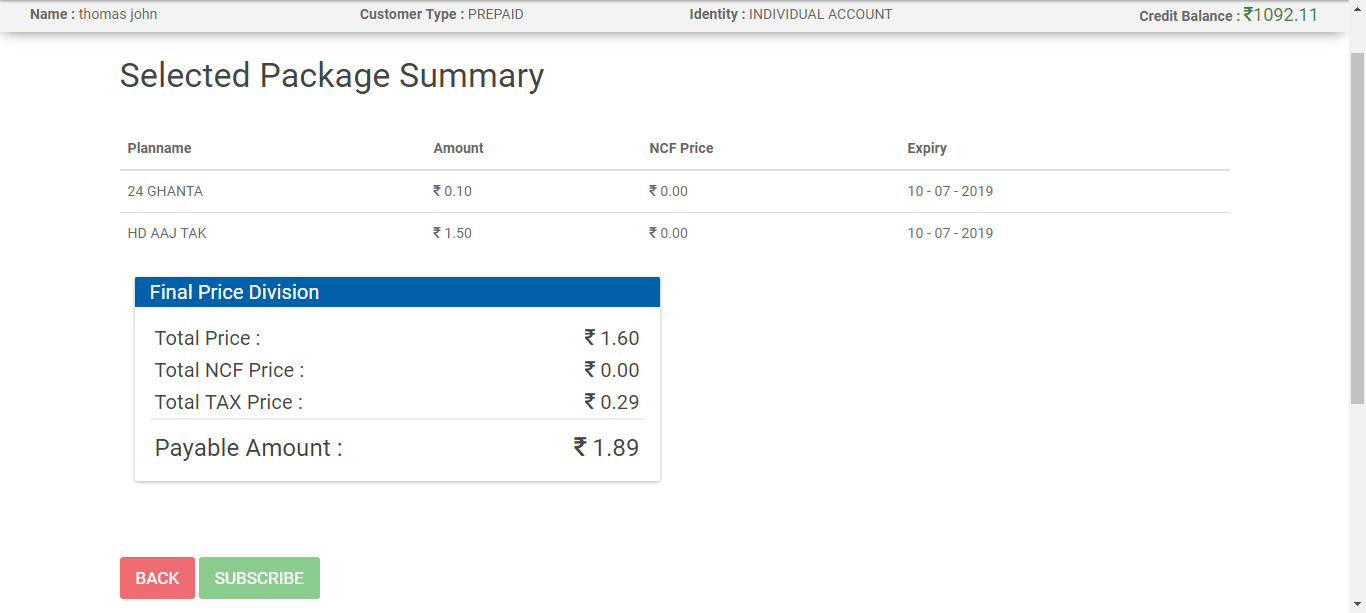 Name : thomas john Customer Type : PREPAID Identity : INDIVIDUAL ACCOUNT Credit Balance : ₹1092.11
Selected Package Summary
Planname Amount NCF Price Expiry
24 GHANTA ₹ 0.10 ₹ 0.00 10 - 07 - 2019
HD AAJ TAK ₹ 1.50 ₹ 0.00 10 - 07 - 2019
Final Price Division
Total Price : ₹ 1.60
Total NCF Price : ₹ 0.00
Total TAX Price : ₹ 0.29
Payable Amount : ₹ 1.89
BACK SUBSCRIBE